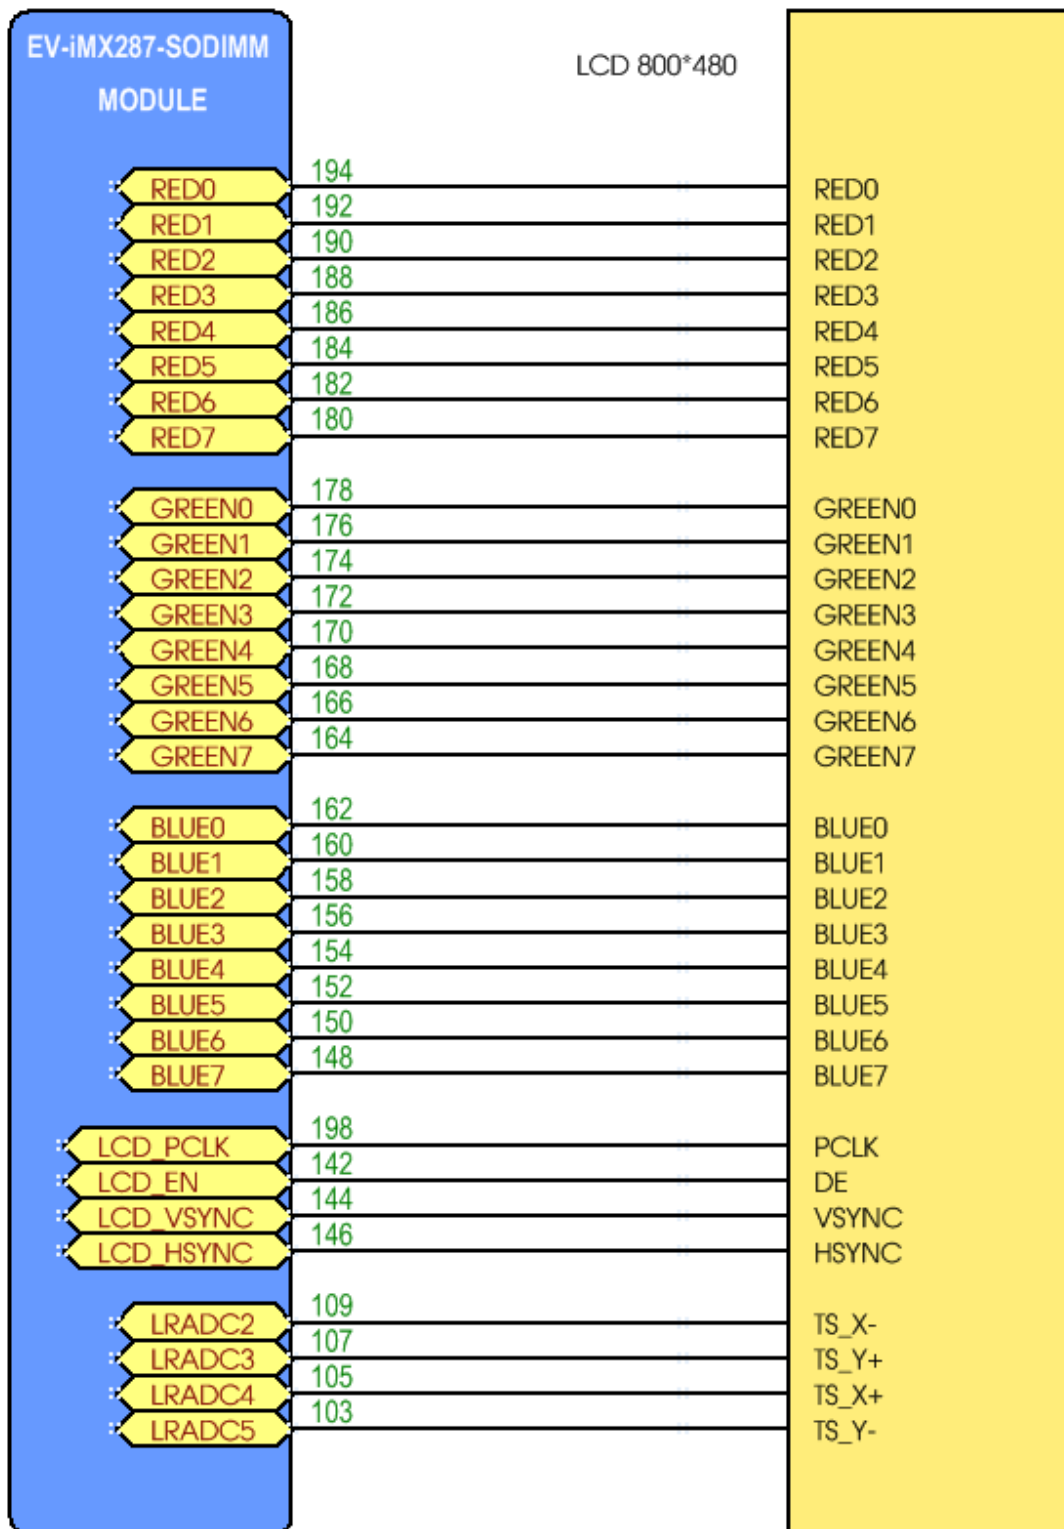 EV-iMX287-SODIMM
MODULE
LCD 800*480
RED0 194 RED0
RED1 192 RED1
RED2 190 RED2
RED3 188 RED3
RED4 186 RED4
RED5 184 RED5
RED6 182 RED6
RED7 180 RED7
GREEN0 178 GREEN0
GREEN1 176 GREEN1
GREEN2 174 GREEN2
GREEN3 172 GREEN3
GREEN4 170 GREEN4
GREEN5 168 GREEN5
GREEN6 166 GREEN6
GREEN7 164 GREEN7
BLUE0 162 BLUE0
BLUE1 160 BLUE1
BLUE2 158 BLUE2
BLUE3 156 BLUE3
BLUE4 154 BLUE4
BLUE5 152 BLUE5
BLUE6 150 BLUE6
BLUE7 148 BLUE7
LCD_PCLK 198 PCLK
LCD_EN 142 DE
LCD_VSYNC 144 VSYNC
LCD_HSYNC 146 HSYNC
LRADC2 109 TS_X-
LRADC3 107 TS_Y+
LRADC4 105 TS_X+
LRADC5 103 TS_Y-